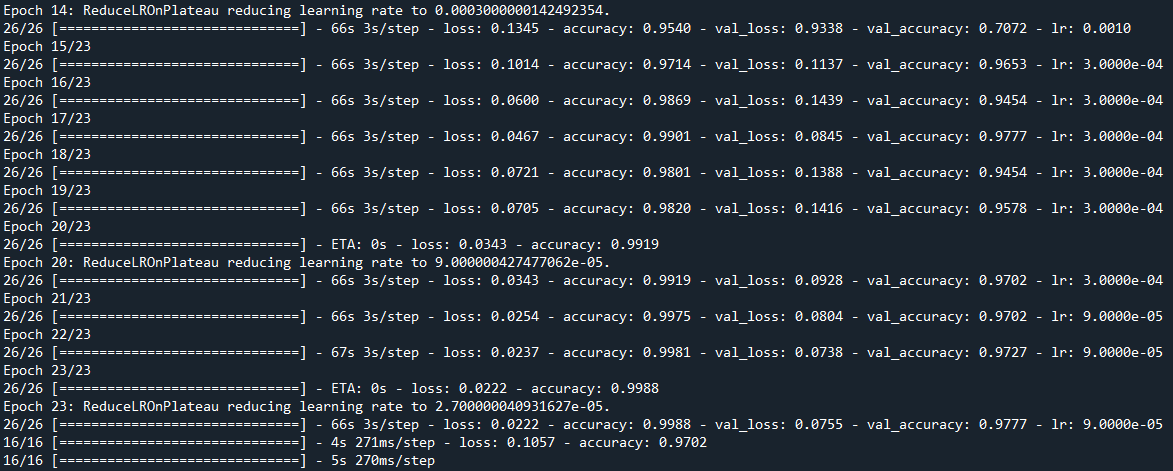 Epoch 14: ReduceLROnPlateau reducing learning rate to 0.0003000000142492354.
26/26 [==============================] - 66s 3s/step - loss: 0.1345 - accuracy: 0.9540 - val_loss: 0.9338 - val_accuracy: 0.7072 - lr: 0.0010
Epoch 15/23
26/26 [==============================] - 66s 3s/step - loss: 0.1014 - accuracy: 0.9714 - val_loss: 0.1137 - val_accuracy: 0.9653 - lr: 3.0000e-04
Epoch 16/23
26/26 [==============================] - 66s 3s/step - loss: 0.0600 - accuracy: 0.9869 - val_loss: 0.1439 - val_accuracy: 0.9454 - lr: 3.0000e-04
Epoch 17/23
26/26 [==============================] - 66s 3s/step - loss: 0.0467 - accuracy: 0.9901 - val_loss: 0.0845 - val_accuracy: 0.9777 - lr: 3.0000e-04
Epoch 18/23
26/26 [==============================] - 66s 3s/step - loss: 0.0721 - accuracy: 0.9801 - val_loss: 0.1388 - val_accuracy: 0.9454 - lr: 3.0000e-04
Epoch 19/23
26/26 [==============================] - 66s 3s/step - loss: 0.0705 - accuracy: 0.9820 - val_loss: 0.1416 - val_accuracy: 0.9578 - lr: 3.0000e-04
Epoch 20/23
26/26 [==============================] - ETA: 0s - loss: 0.0343 - accuracy: 0.9919
Epoch 20: ReduceLROnPlateau reducing learning rate to 9.000000427477062e-05.
26/26 [==============================] - 66s 3s/step - loss: 0.0343 - accuracy: 0.9919 - val_loss: 0.0928 - val_accuracy: 0.9702 - lr: 3.0000e-04
Epoch 21/23
26/26 [==============================] - 66s 3s/step - loss: 0.0254 - accuracy: 0.9975 - val_loss: 0.0804 - val_accuracy: 0.9702 - lr: 9.0000e-05
Epoch 22/23
26/26 [==============================] - 67s 3s/step - loss: 0.0237 - accuracy: 0.9981 - val_loss: 0.0738 - val_accuracy: 0.9727 - lr: 9.0000e-05
Epoch 23/23
26/26 [==============================] - ETA: 0s - loss: 0.0222 - accuracy: 0.9988
Epoch 23: ReduceLROnPlateau reducing learning rate to 2.700000040931627e-05.
26/26 [==============================] - 66s 3s/step - loss: 0.0222 - accuracy: 0.9988 - val_loss: 0.0755 - val_accuracy: 0.9777 - lr: 9.0000e-05
16/16 [==============================] - 4s 271ms/step - loss: 0.1057 - accuracy: 0.9702
16/16 [==============================] - 5s 270ms/step